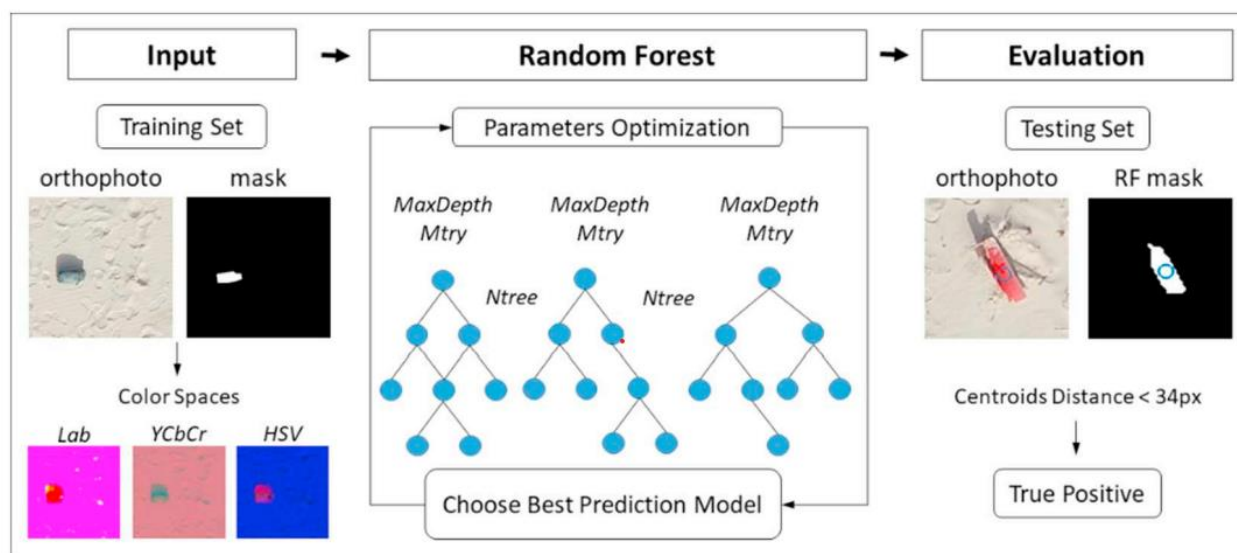 Input
Random Forest
Evaluation
Training Set
orthophoto
mask
Color Spaces
Lab
YCbCr
HSV
Parameters Optimization
MaxDepth
Mtry
MaxDepth
Mtry
MaxDepth
Mtry
Ntree
Ntree
Choose Best Prediction Model
Testing Set
orthophoto
RF mask
Centroids Distance < 34px
True Positive